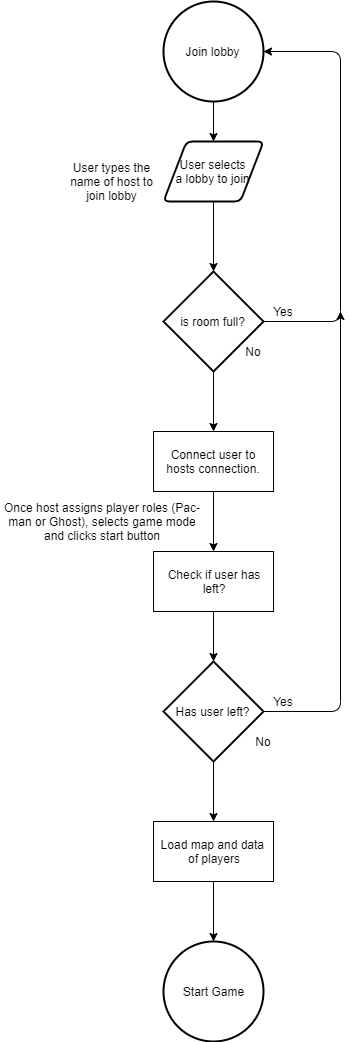 Join lobby
User types the
name of host to
join lobby
User selects
a lobby to join
is room full?
Yes
No
Connect user to
hosts connection.
Once host assigns player roles (Pac-
man or Ghost), selects game mode
and clicks start button
Check if user has
left?
Has user left?
Yes
No
Load map and data
of players
Start Game